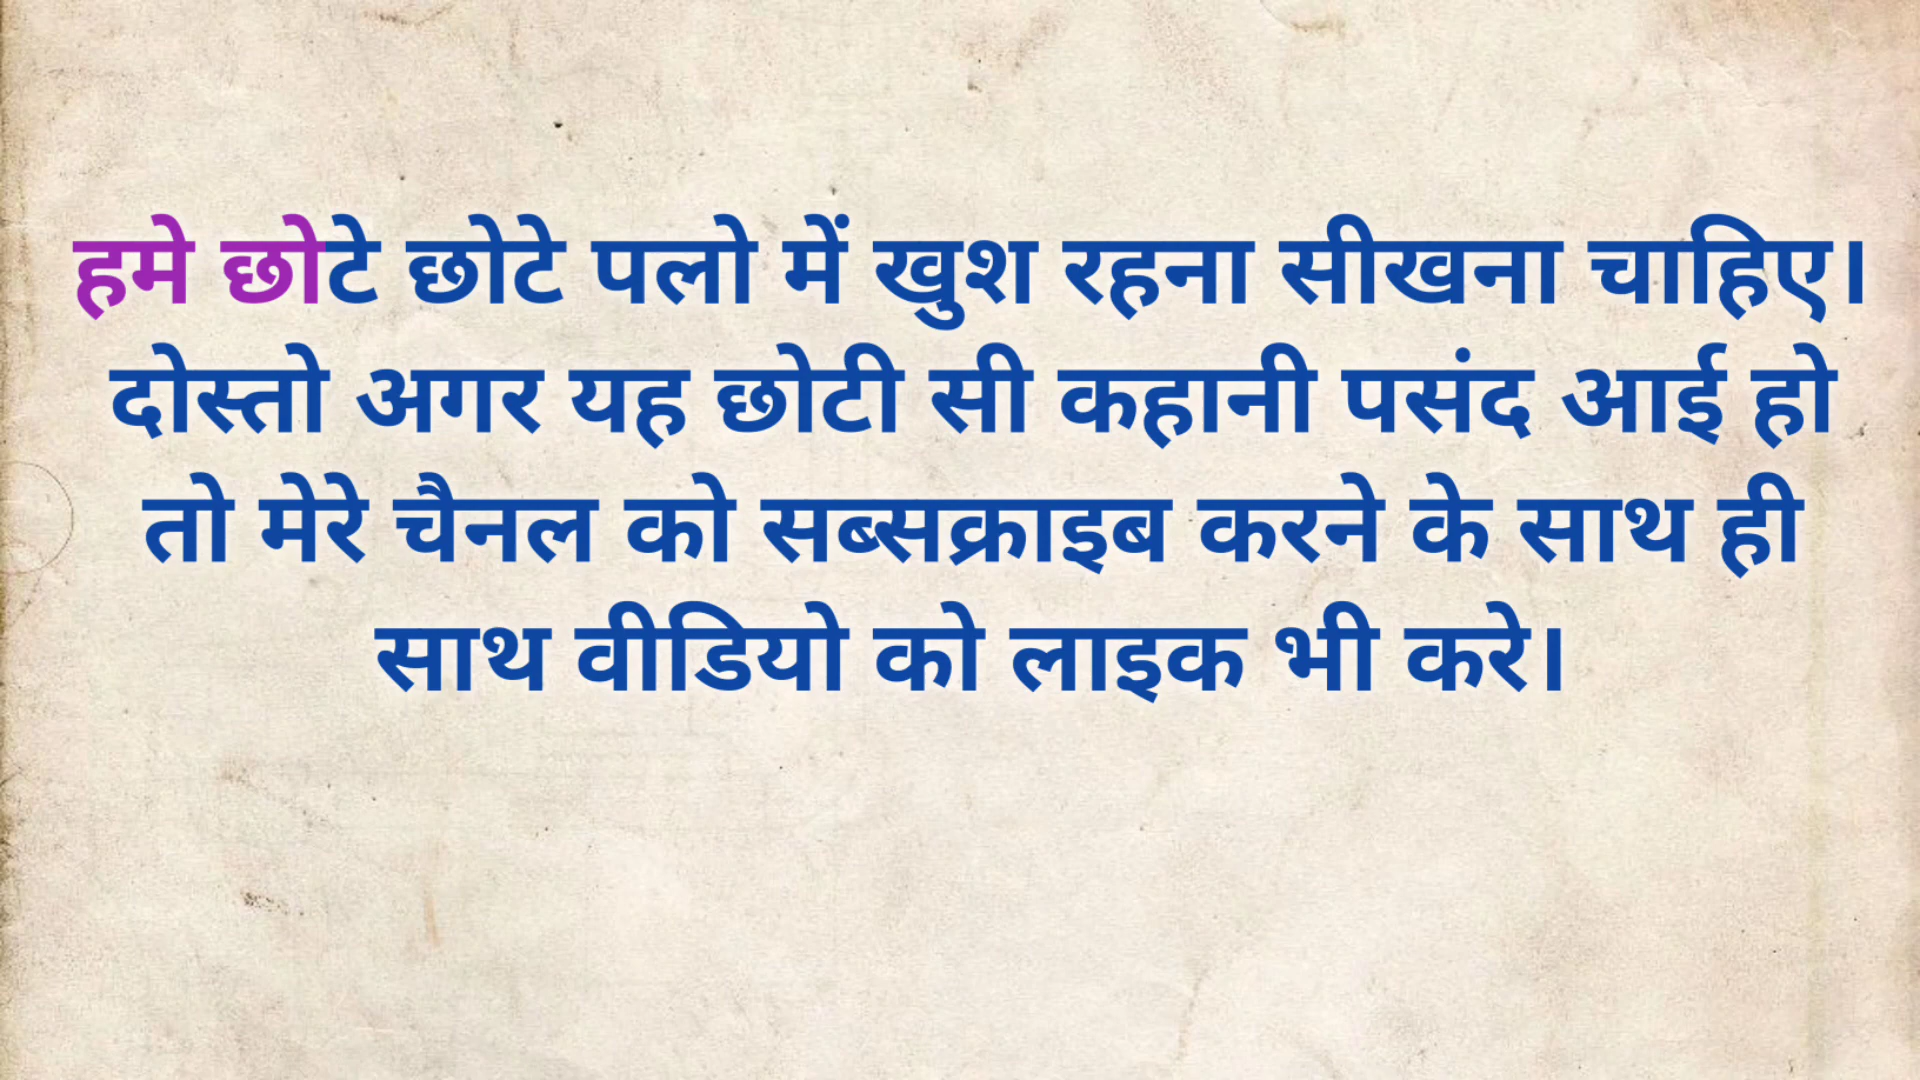 हमे छोटे छोटे पलो में खुश रहना सीखना चाहिए।
दोस्तो अगर यह छोटी सी कहानी पसंद आई हो
तो मेरे चैनल को सब्सक्राइब करने के साथ ही
साथ वीडियो को लाइक भी करे।